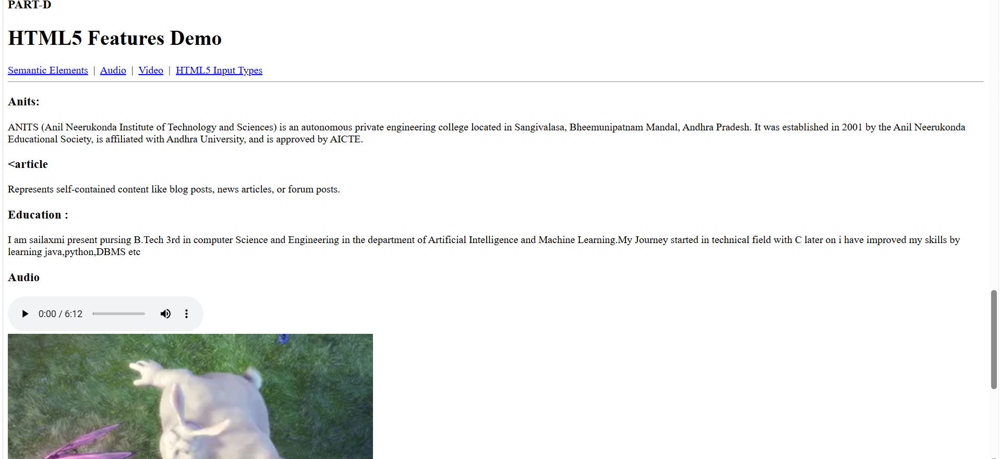 PART-D
HTML5 Features Demo
Semantic Elements | Audio | Video | HTML5 Input Types
Anits:
ANITS (Anil Neerukonda Institute of Technology and Sciences) is an autonomous private engineering college located in Sangivalasa, Bheemunipatnam Mandal, Andhra Pradesh. It was established in 2001 by the Anil Neerukonda
Educational Society, is affiliated with Andhra University, and is approved by AICTE.
<article
Represents self-contained content like blog posts, news articles, or forum posts.
Education :
I am sailaxmi present pursing B.Tech 3rd in computer Science and Engineering in the department of Artificial Intelligence and Machine Learning.My Journey started in technical field with C later on i have improved my skills by
learning java,python,DBMS etc
Audio
0:00 / 6:12